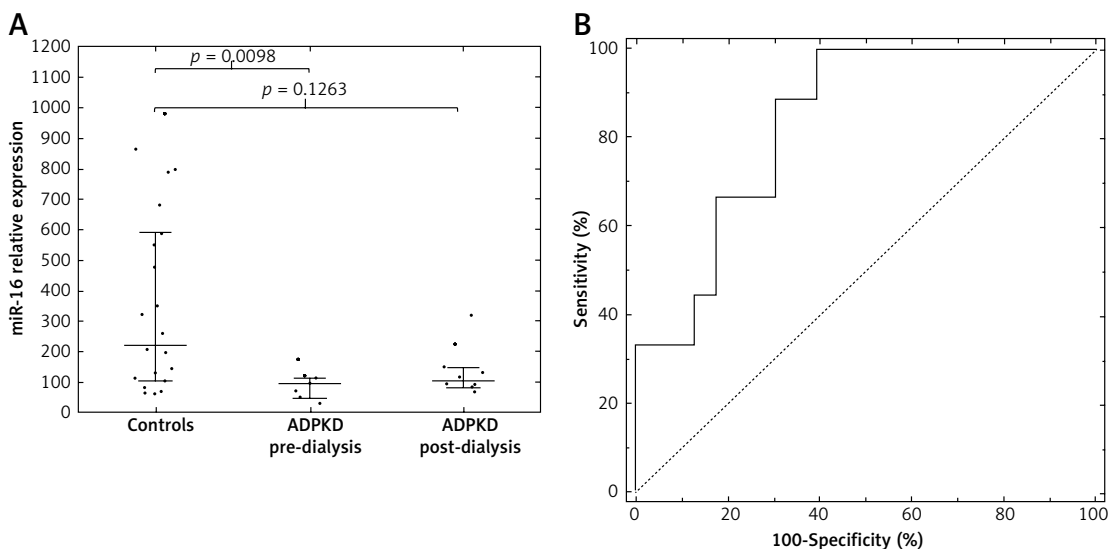 A
miR-16 relative expression
1200
1100
1000
900
800
700
600
500
400
300
200
100
0
p = 0.0098
p = 0.1263
Controls
ADPKD
pre-dialysis
ADPKD
post-dialysis
B
Sensitivity (%)
100
80
60
40
20
0
0 20 40 60 80 100
100-Specificity (%)